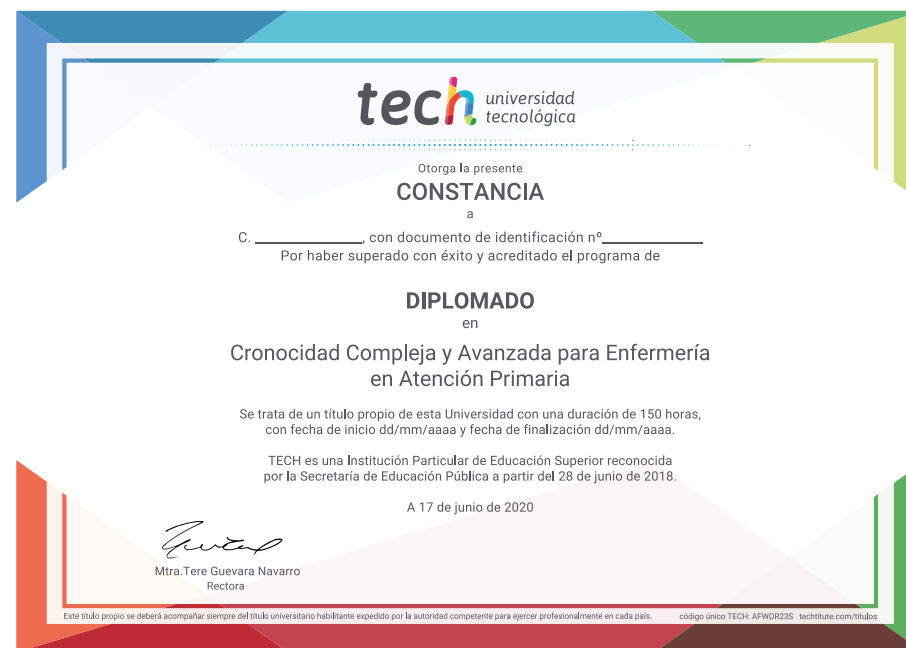 tech universidad
tecnológica
Otorga la presente
CONSTANCIA
a
C. ______________, con documento de identificación nº_____________
Por haber superado con éxito y acreditado el programa de
DIPLOMADO
en
Cronocidad Compleja y Avanzada para Enfermería
en Atención Primaria
Se trata de un título propio de esta Universidad con una duración de 150 horas,
con fecha de inicio dd/mm/aaaa y fecha de finalización dd/mm/aaaa.
TECH es una Institución Particular de Educación Superior reconocida
por la Secretaría de Educación Pública a partir del 28 de junio de 2018.
A 17 de junio de 2020
Mtra.Tere Guevara Navarro
Rectora
Este título propio se deberá acompañar siempre del título universitario habilitante expedido por la autoridad competente para ejercer profesionalmente en cada país. código único TECH: AFWOR23S techtitute.com/titulos